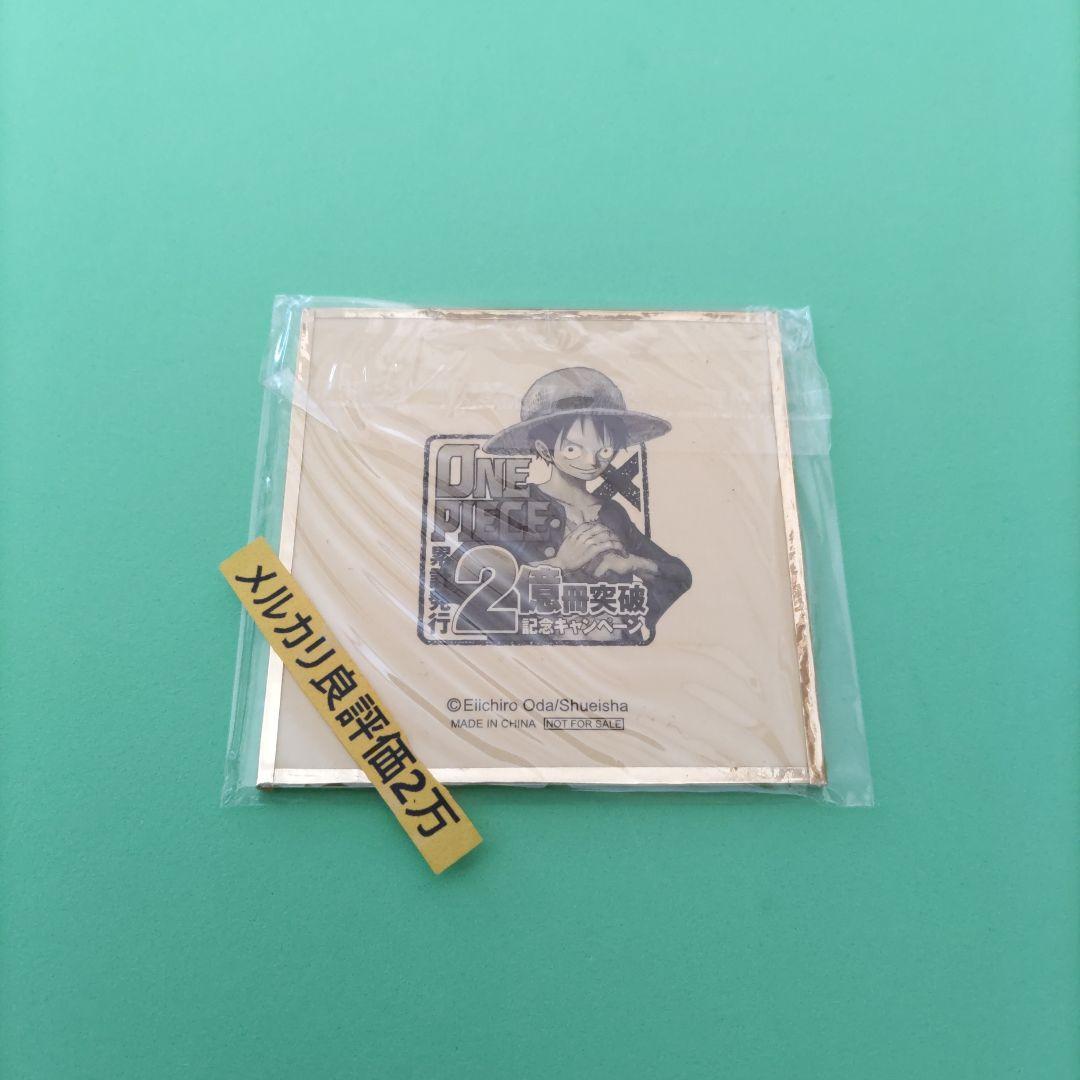 ONE
PIECE
累計発行
2億冊突破
記念キャンペーン
©Eiichiro Oda/Shueisha
MADE IN CHINA NOT FOR SALE
メルカリ良評価2万